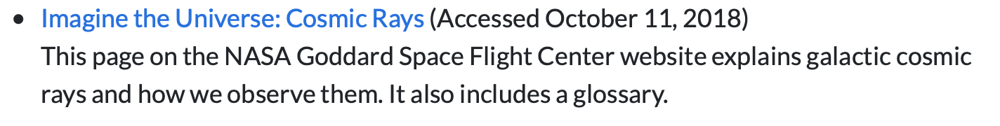 • Imagine the Universe: Cosmic Rays (Accessed October 11, 2018)
This page on the NASA Goddard Space Flight Center website explains galactic cosmic
rays and how we observe them. It also includes a glossary.